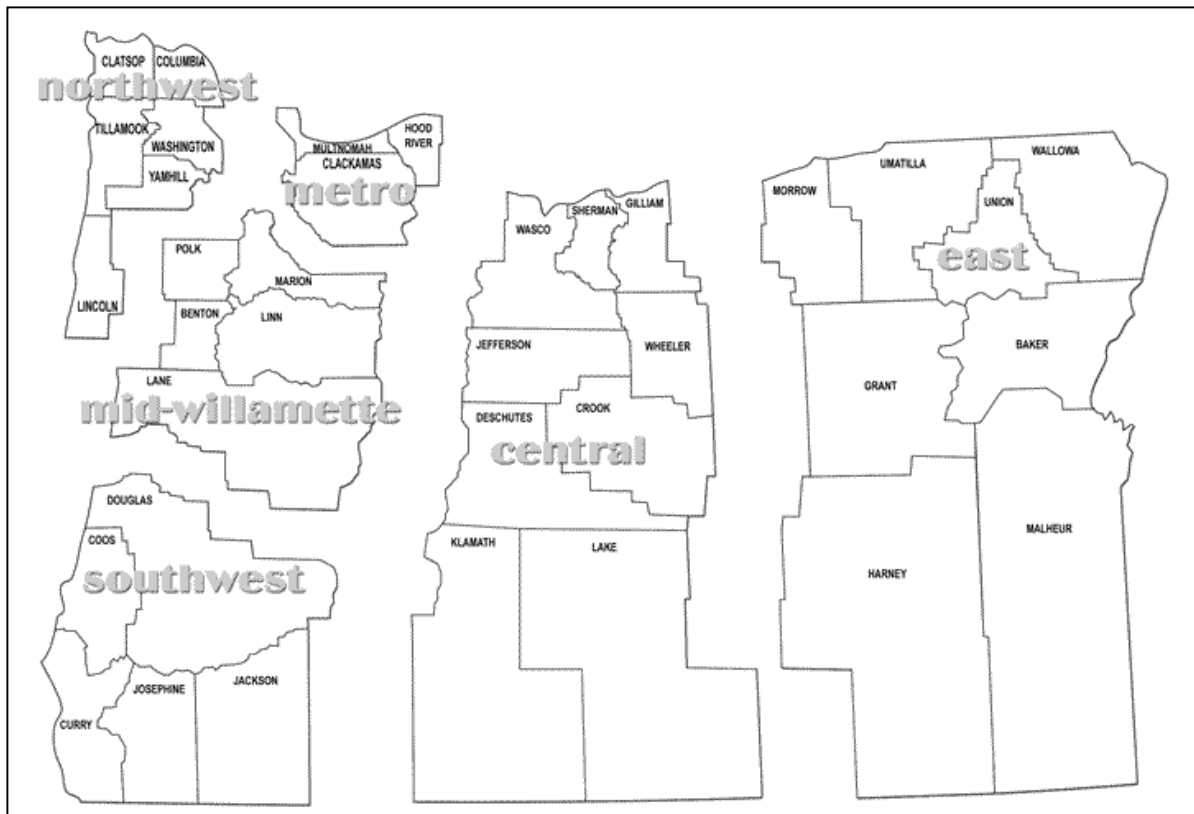 CLATSOP
COLUMBIA
northwest
TILLAMOOK
WASHINGTON
YAMHILL
LINCOLN
HOOD
RIVER
MULTNOMAH
CLACKAMAS
metro
POLK
MARION
BENTON
LINN
LANE
mid-willamette
DOUGLAS
COOS
southwest
CURRY
JOSEPHINE
JACKSON
WASCO
SHERMAN
GILLIAM
JEFFERSON
WHEELER
DESCHUTES
CROOK
central
KLAMATH
LAKE
MORROW
UMATILLA
WALLOWA
UNION
east
BAKER
GRANT
HARNEY
MALHEUR